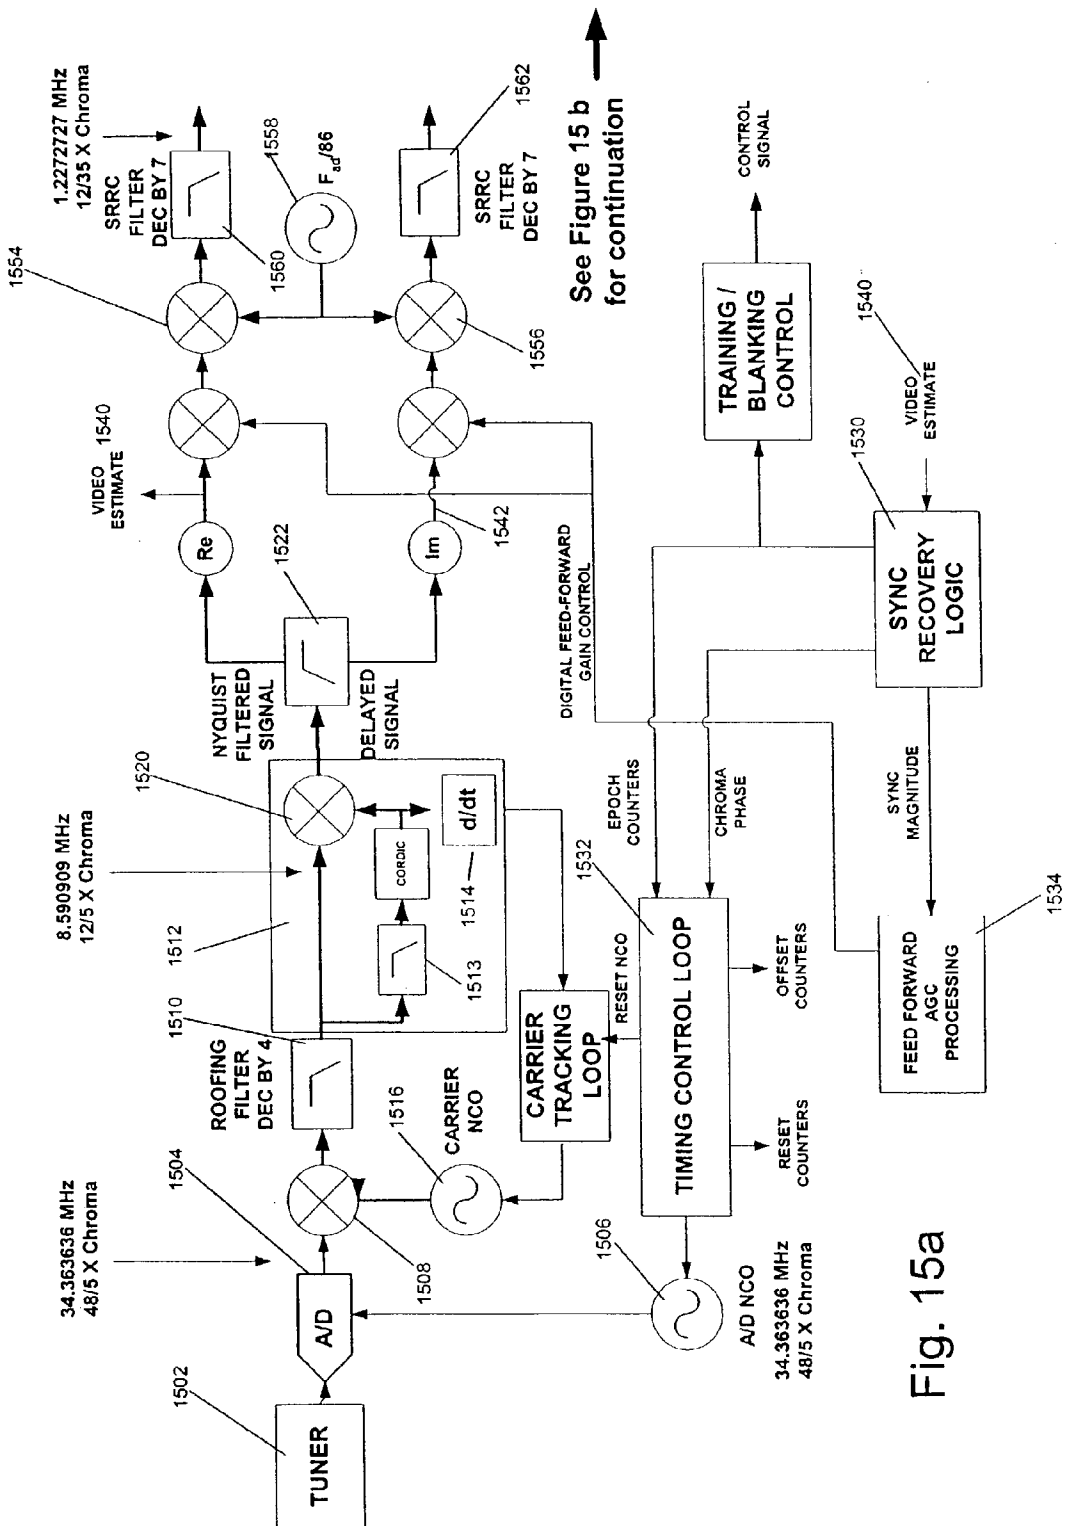 TUNER
1502
34.363636 MHz
48/5 X Chroma
A/D
1504
1508
ROOFING
FILTER
DEC BY 4
1510
1516
CARRIER
NCO
8.590909 MHz
12/5 X Chroma
1512
1520
1513
CORDIC
1514
d/dt
NYQUIST
FILTERED
SIGNAL
DELAYED
SIGNAL
1522
Re
Im
VIDEO
ESTIMATE
1540
1542
1554
1556
1558
Fad/86
1560
1562
SRRC
FILTER
DEC BY 7
1.2272727 MHz
12/35 X Chroma
SRRC
FILTER
DEC BY 7
See Figure 15 b
for continuation
DIGITAL FEED-FORWARD
GAIN CONTROL
CARRIER
TRACKING
LOOP
RESET NCO
1506
A/D NCO
34.363636 MHz
48/5 X Chroma
1532
TIMING CONTROL LOOP
RESET
COUNTERS
OFFSET
COUNTERS
EPOCH
COUNTERS
CHROMA
PHASE
FEED FORWARD
AGC
PROCESSING
1534
SYNC
MAGNITUDE
SYNC
RECOVERY
LOGIC
1530
VIDEO
ESTIMATE
1540
TRAINING /
BLANKING
CONTROL
CONTROL
SIGNAL
Fig. 15a